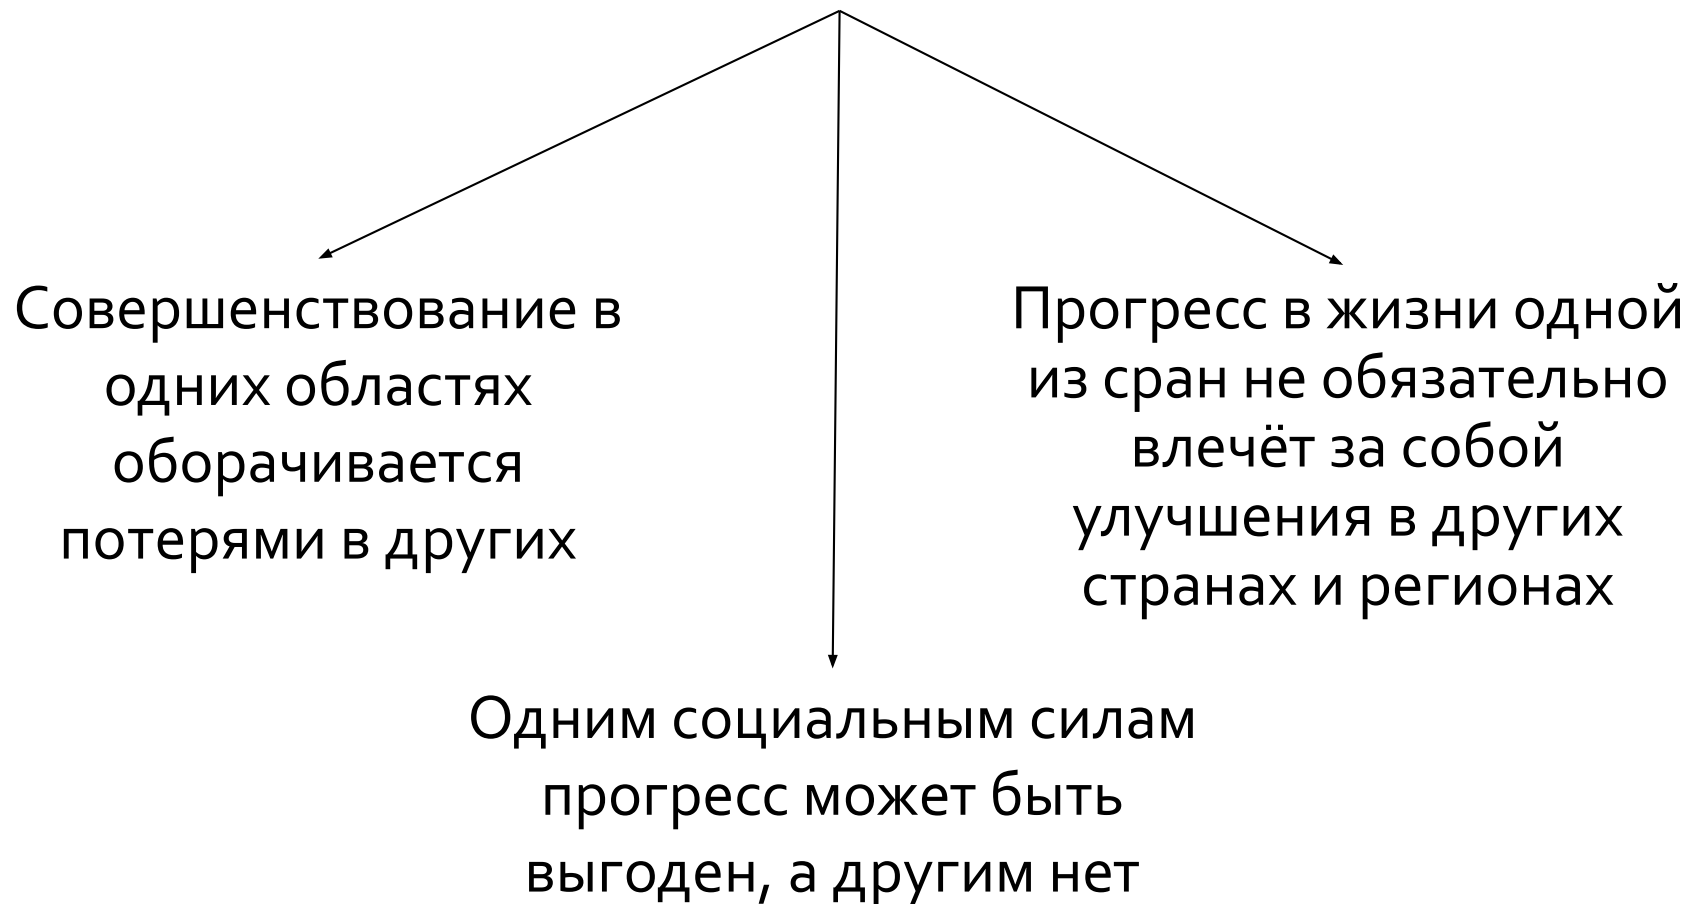 Совершенствование в
одних областях
оборачивается
потерями в других
Прогресс в жизни одной
из сран не обязательно
влечёт за собой
улучшения в других
странах и регионах
Одним социальным силам
прогресс может быть
выгоден, а другим нет